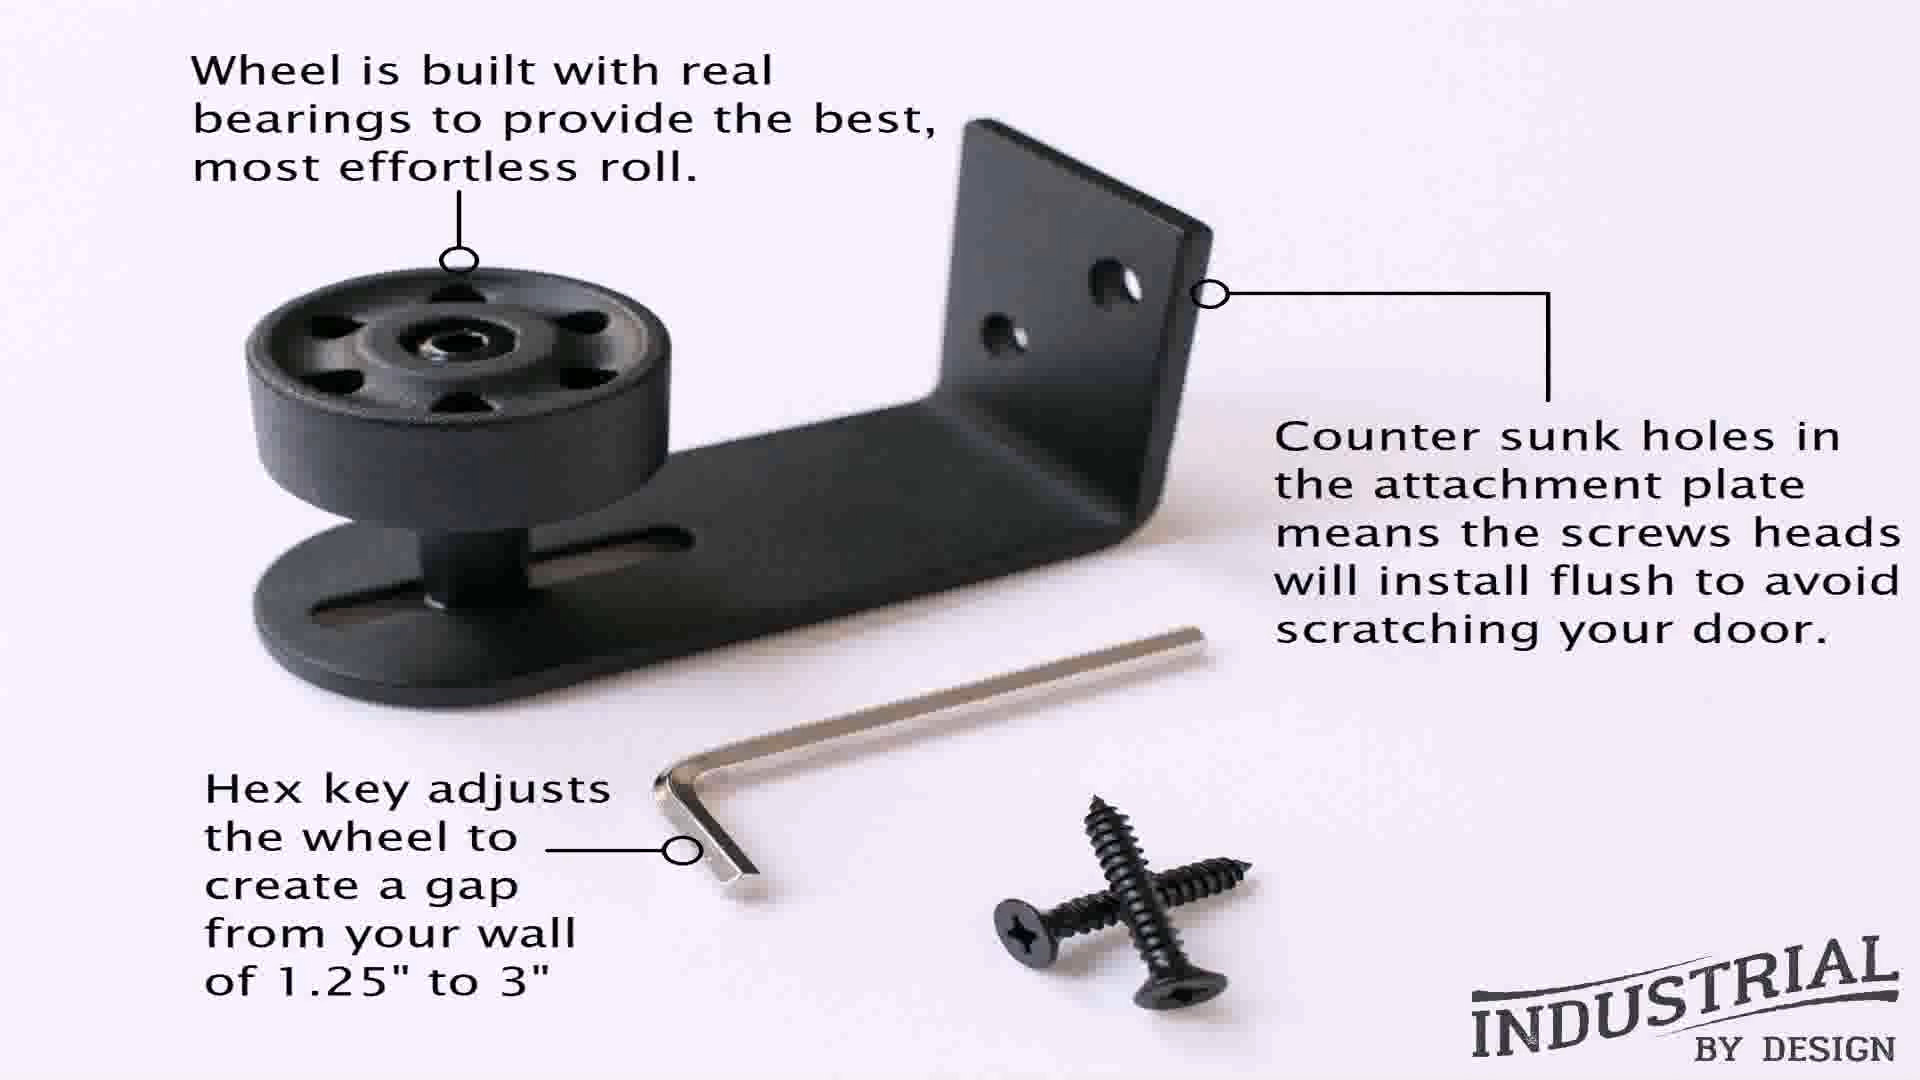 Wheel is built with real
bearings to provide the best,
most effortless roll.
Counter sunk holes in
the attachment plate
means the screws heads
will install flush to avoid
scratching your door.
Hex key adjusts
the wheel to
create a gap
from your wall
of 1.25" to 3"
INDUSTRIAL
BY DESIGN